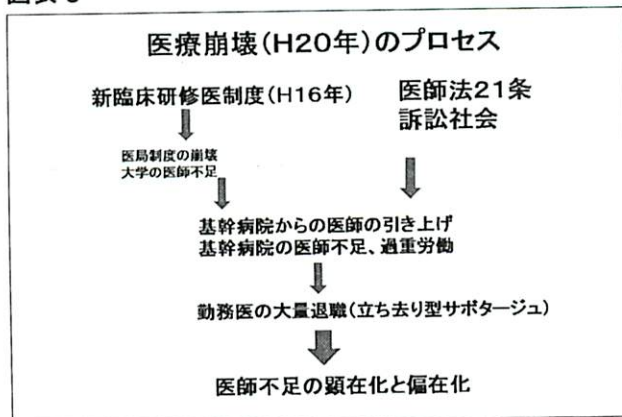 医療崩壊(H20年)のプロセス
新臨床研修医制度(H16年)
医師法21条
訴訟社会
医局制度の崩壊
大学の医師不足
基幹病院からの医師の引き上げ
基幹病院の医師不足、過重労働
勤務医の大量退職(立ち去り型サボタージュ)
医師不足の顕在化と偏在化